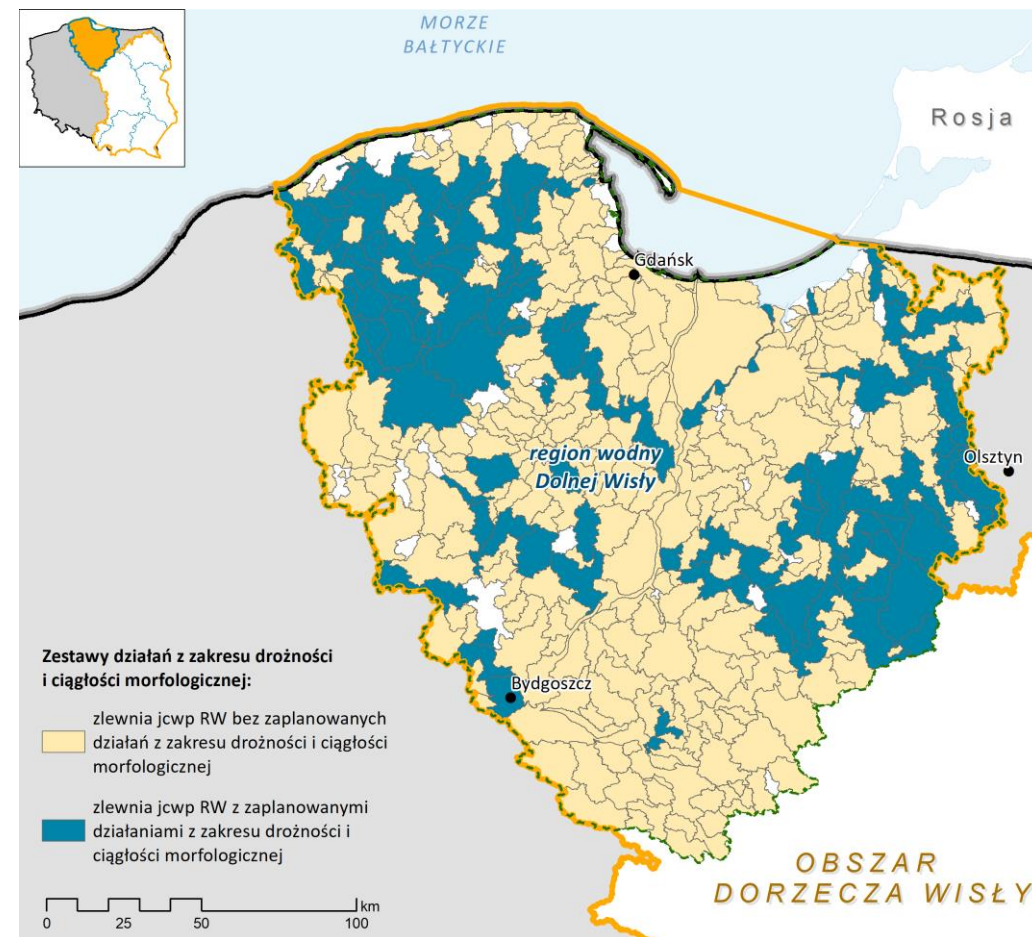 MORZE
BAŁTYCKIE
Rosja
Gdańsk
region wodny
Dolnej Wisły
Olsztyn
Zestawy działań z zakresu drożności
i ciągłości morfologicznej:
Bydgoszcz
zlewnia jcwp RW bez zaplanowanych
działań z zakresu drożności i ciągłości
morfologicznej
zlewnia jcwp RW z zaplanowanymi
działaniami z zakresu drożności i
ciągłości morfologicznej
OBSZAR
DORZECZA WISŁY
km
0 25 50 100